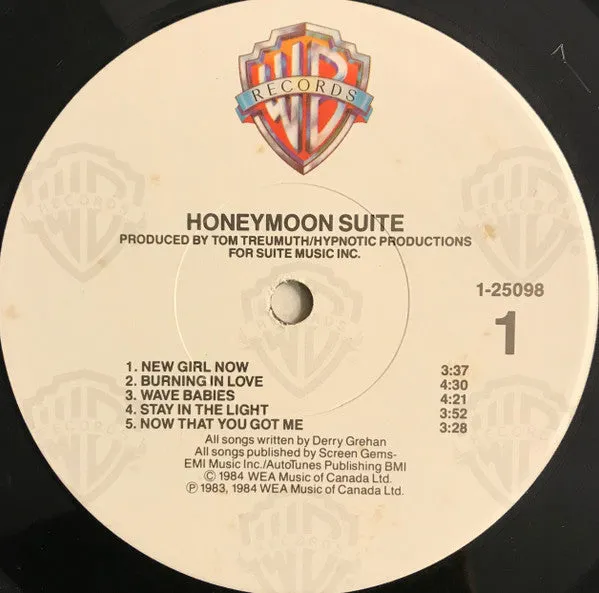 WB
RECORDS
HONEYMOON SUITE
PRODUCED BY TOM TREUMUTH/HYPNOTIC PRODUCTIONS
FOR SUITE MUSIC INC.
1-25098
1
1. NEW GIRL NOW 3:37
2. BURNING IN LOVE 4:30
3. WAVE BABIES 4:21
4. STAY IN THE LIGHT 3:52
5. NOW THAT YOU GOT ME 3:28
All songs written by Derry Grehan
All songs published by Screen Gems-
EMI Music Inc./AutoTunes Publishing BMI
© 1984 WEA Music of Canada Ltd.
℗ 1983, 1984 WEA Music of Canada Ltd.